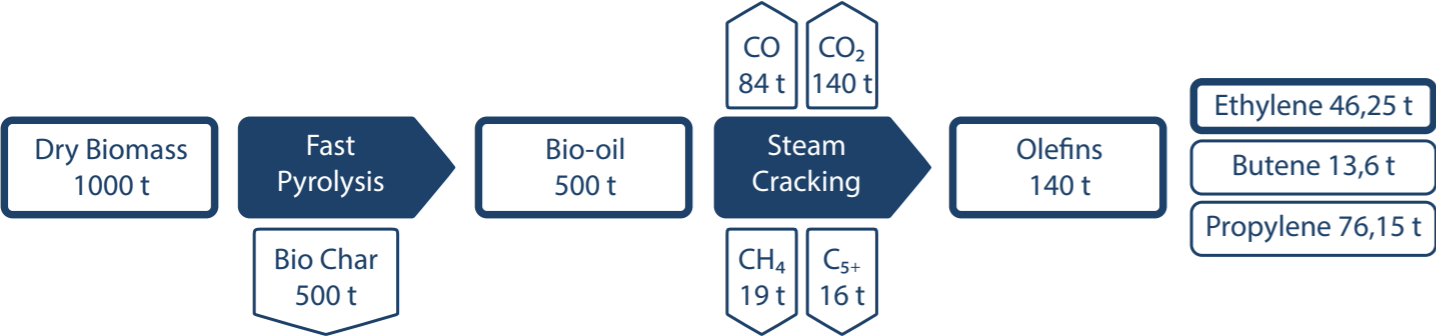 Dry Biomass
1000 t
Fast
Pyrolysis
Bio Char
500 t
Bio-oil
500 t
CO
84 t
CO₂
140 t
Steam
Cracking
CH₄
19 t
C₅₊
16 t
Olefins
140 t
Ethylene 46,25 t
Butene 13,6 t
Propylene 76,15 t